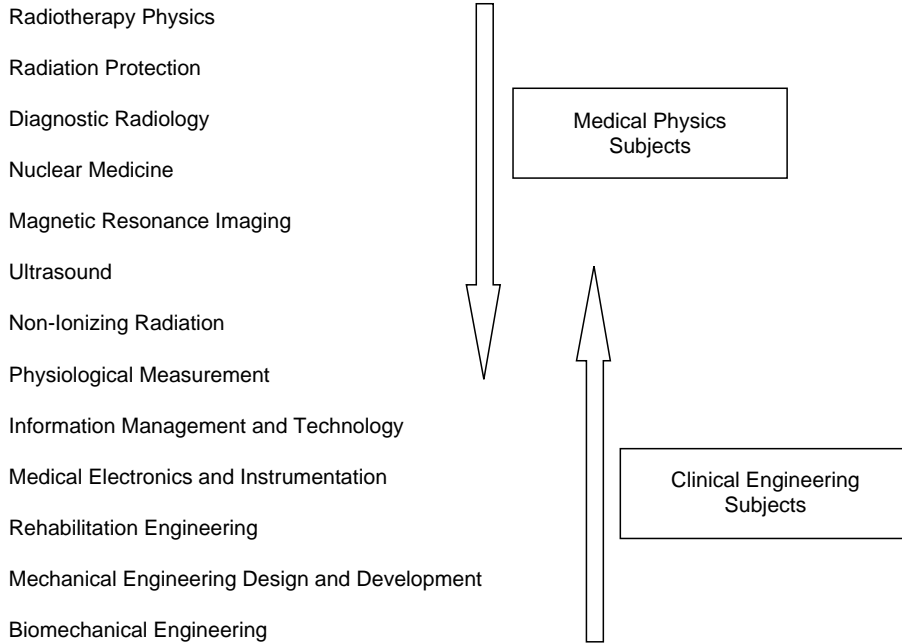 Radiotherapy Physics
Radiation Protection
Diagnostic Radiology
Nuclear Medicine
Magnetic Resonance Imaging
Ultrasound
Non-Ionizing Radiation
Physiological Measurement
Information Management and Technology
Medical Electronics and Instrumentation
Rehabilitation Engineering
Mechanical Engineering Design and Development
Biomechanical Engineering
Medical Physics
Subjects
Clinical Engineering
Subjects